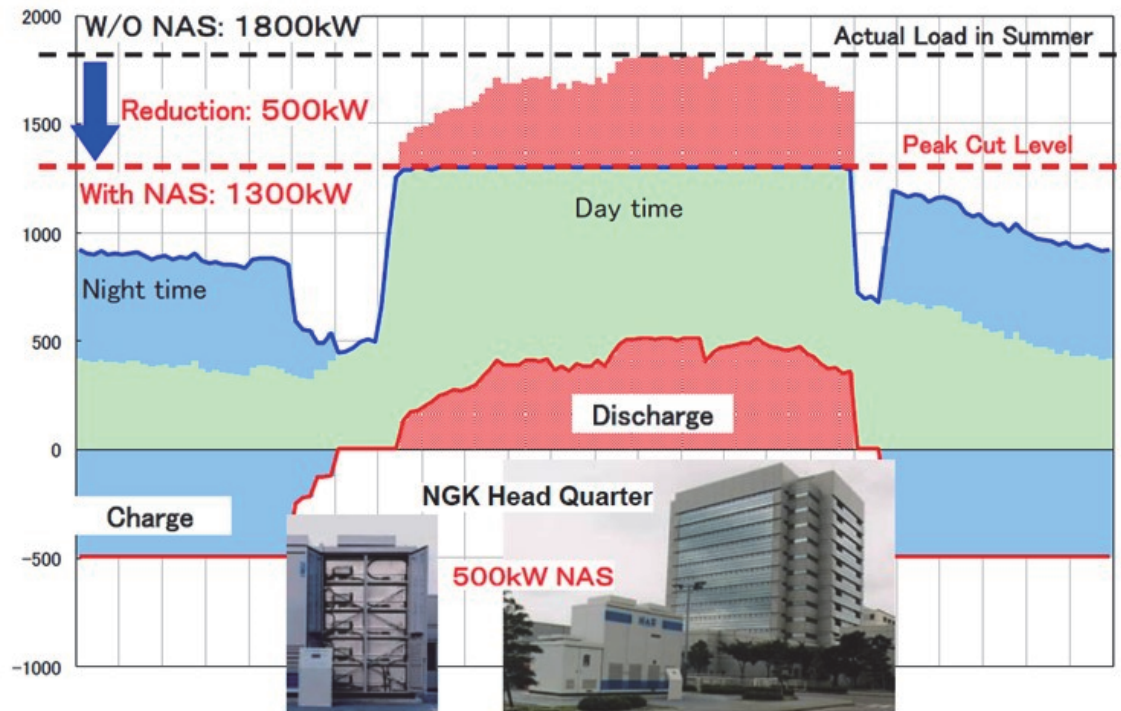 2000
W/O NAS: 1800kW
Actual Load in Summer
Reduction: 500kW
1500
Peak Cut Level
With NAS: 1300kW
Day time
1000
Night time
500
Discharge
0
NGK Head Quarter
Charge
500kW NAS
-500
NAS
-1000